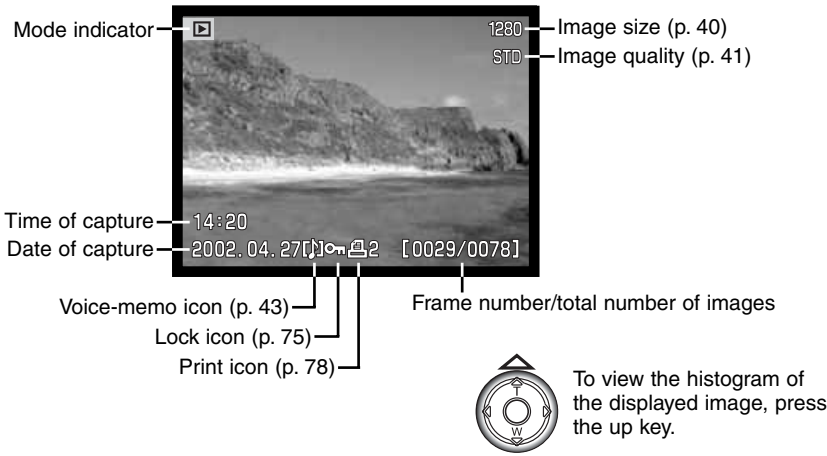 Mode indicator
1280
Image size (p. 40)
STD
Image quality (p. 41)
Time of capture
14:20
Date of capture
2002.04.27[♪] 2 [0029/0078]
Voice-memo icon (p. 43)
Frame number/total number of images
Lock icon (p. 75)
Print icon (p. 78)
T
W
To view the histogram of
the displayed image, press
the up key.